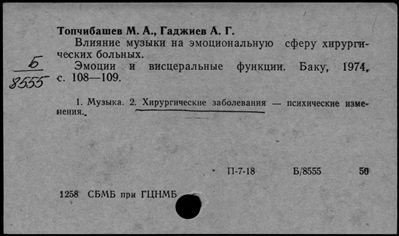 Топчибашев М. А., Гаджиев А. Г.
Влияние музыки на эмоциональную сферу хирурги-
ческих больных.
Б
8555
Эмоции и висцеральные функции. Баку, 1974,
с. 108—109.
1. Музыка. 2. Хирургические заболевания — психические изме-
нения.
П-7-18 Б/8555 50
1258 СБМБ при ГЦНМБ